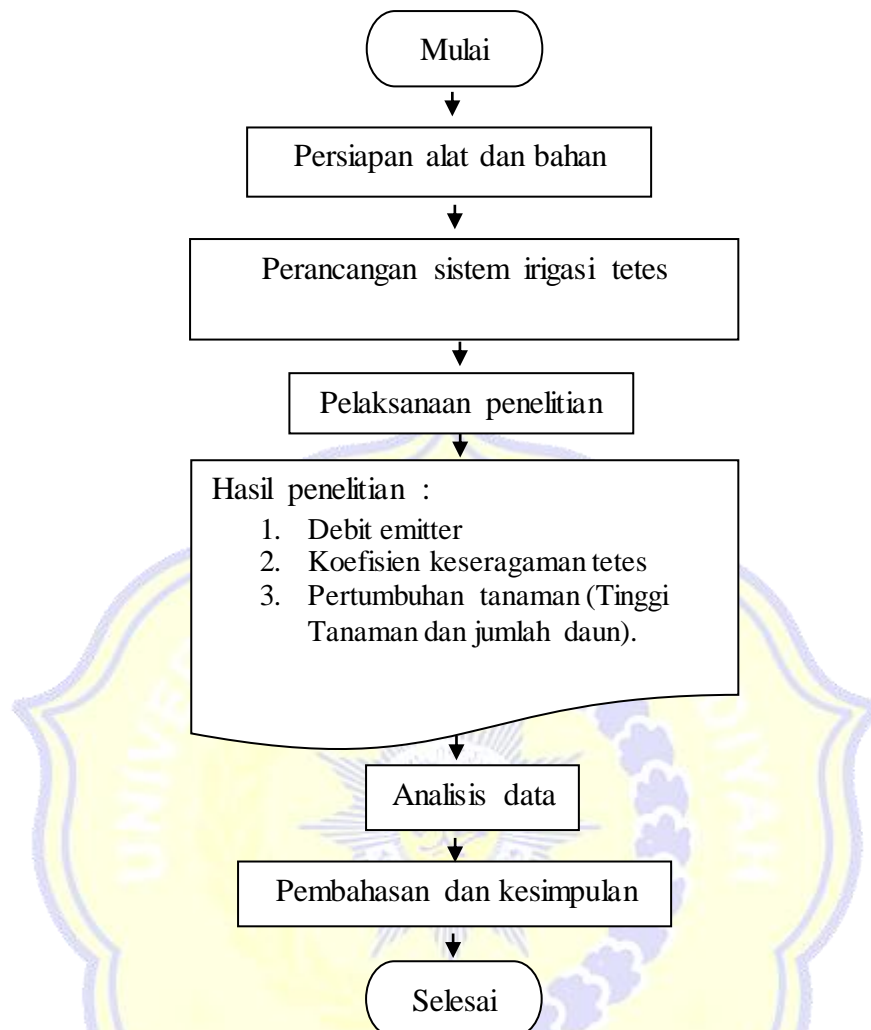 Mulai
Persiapan alat dan bahan
Perancangan sistem irigasi tetes
Pelaksanaan penelitian
Hasil penelitian :
1. Debit emitter
2. Koefisien keseragaman tetes
3. Pertumbuhan tanaman (Tinggi
Tanaman dan jumlah daun).
Analisis data
Pembahasan dan kesimpulan
Selesai